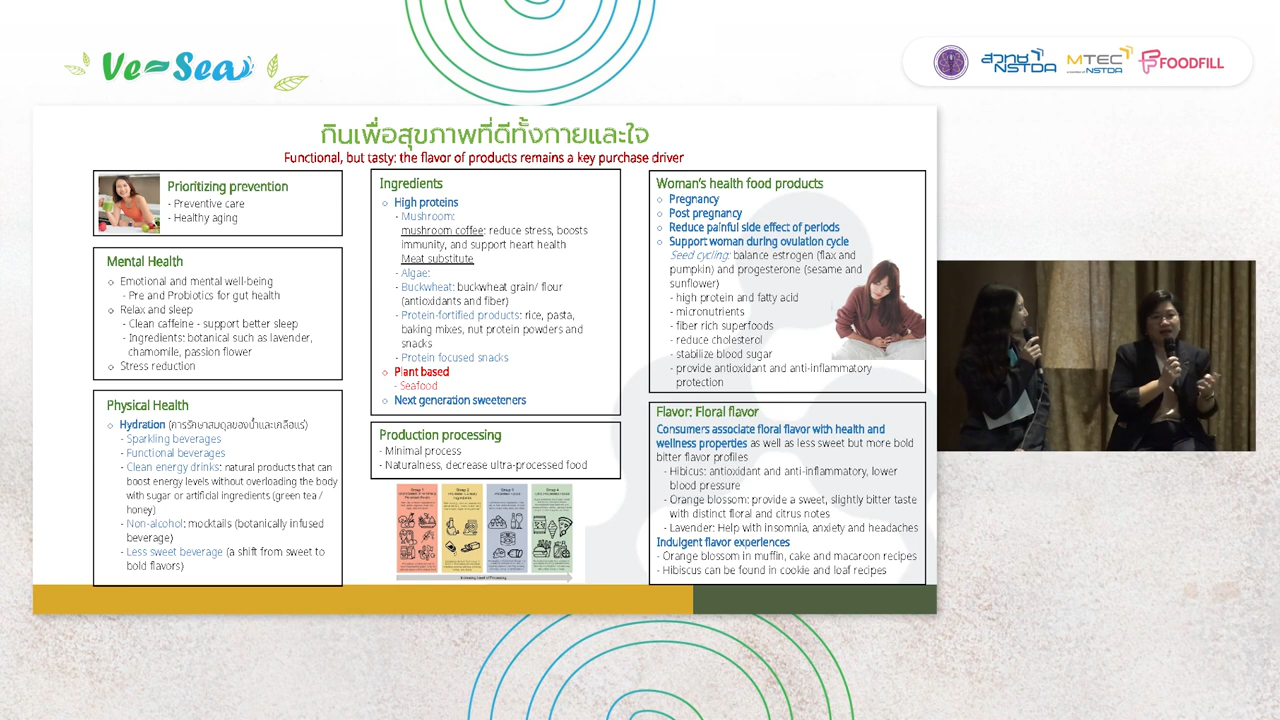 Ve-Sea
สวทช
NSTDA
MTEC
NSTDA
FOODFILL
กินเพื่อสุขภาพที่ดีทั้งกายและใจ
Functional, but tasty: the flavor of products remains a key purchase driver
Prioritizing prevention
- Preventive care
- Healthy aging
Mental Health
○ Emotional and mental well-being
- Pre and Probiotics for gut health
○ Relax and sleep
- Clean caffeine - support better sleep
- Ingredients: botanical such as lavender,
chamomile, passion flower
○ Stress reduction
Physical Health
○ Hydration (การรักษาสมดุลของน้ำและเกลือแร่)
- Sparkling beverages
- Functional beverages
- Clean energy drinks: natural products that can
boost energy levels without overloading the body
with sugar or artificial ingredients (green tea /
honey)
- Non-alcohol: mocktails (botanically infused
beverage)
- Less sweet beverage (a shift from sweet to
bold flavors)
Ingredients
○ High proteins
- Mushroom:
mushroom coffee: reduce stress, boosts
immunity, and support heart health
Meat substitute
- Algae:
- Buckwheat: buckwheat grain/ flour
(antioxidants and fiber)
- Protein-fortified products: rice, pasta,
baking mixes, nut protein powders and
snacks
- Protein focused snacks
○ Plant based
- Seafood
○ Next generation sweeteners
Production processing
- Minimal process
- Naturalness, decrease ultra-processed food
Group 1
Group 2
Group 3
Group 4
Woman's health food products
○ Pregnancy
○ Post pregnancy
○ Reduce painful side effect of periods
○ Support woman during ovulation cycle
Seed cycling: balance estrogen (flax and
pumpkin) and progesterone (sesame and
sunflower)
- high protein and fatty acid
- micronutrients
- fiber rich superfoods
- reduce cholesterol
- stabilize blood sugar
- provide antioxidant and anti-inflammatory
protection
Flavor: Floral flavor
Consumers associate floral flavor with health and
wellness properties as well as less sweet but more bold
bitter flavor profiles
- Hibicus: antioxidant and anti-inflammatory, lower
blood pressure
- Orange blossom: provide a sweet, slightly bitter taste
with distinct floral and citrus notes
- Lavender: Help with insomnia, anxiety and headaches
Indulgent flavor experiences
- Orange blossom in muffin, cake and macaroon recipes
- Hibiscus can be found in cookie and loaf recipes